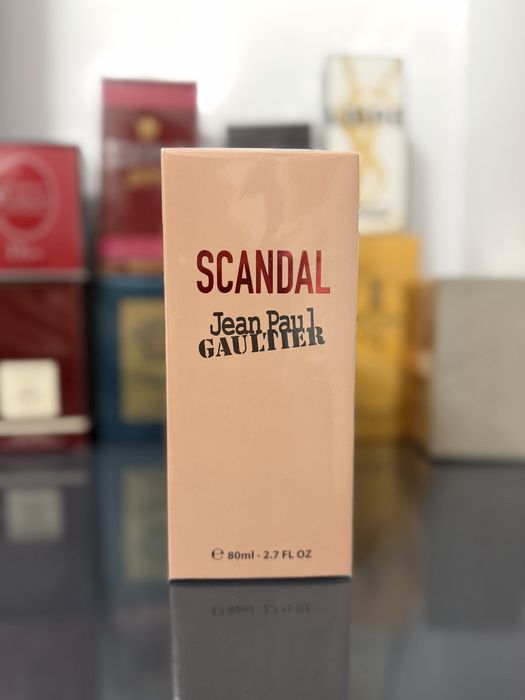 SCANDAL
Jean Paul
GAULTIER
℮ 80ml - 2.7 FL OZ